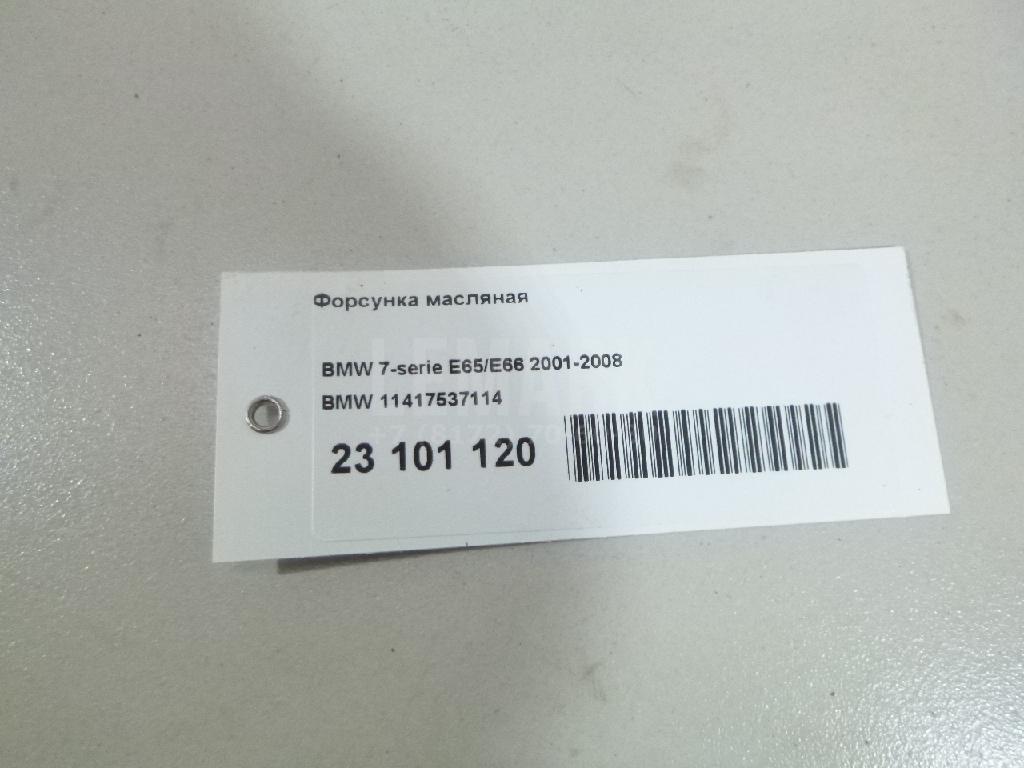 Форсунка масляная
BMW 7-serie E65/E66 2001-2008
BMW 11417537114
23 101 120